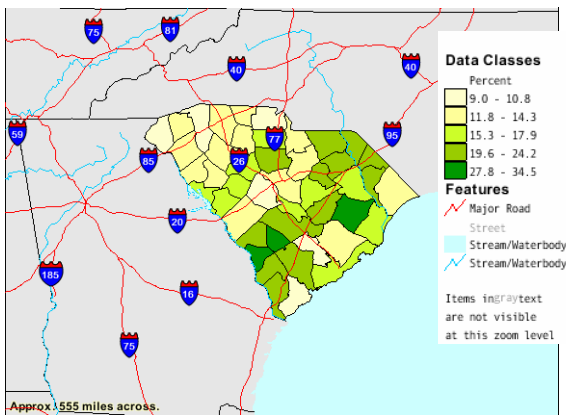 75
81
40
40
59
77
95
85
26
20
185
16
75
Approx. 555 miles across.
Data Classes
Percent
9.0 - 10.8
11.8 - 14.3
15.3 - 17.9
19.6 - 24.2
27.8 - 34.5
Features
Major Road
Street
Stream/Waterbody
Stream/Waterbody
Items in gray text
are not visible
at this zoom level